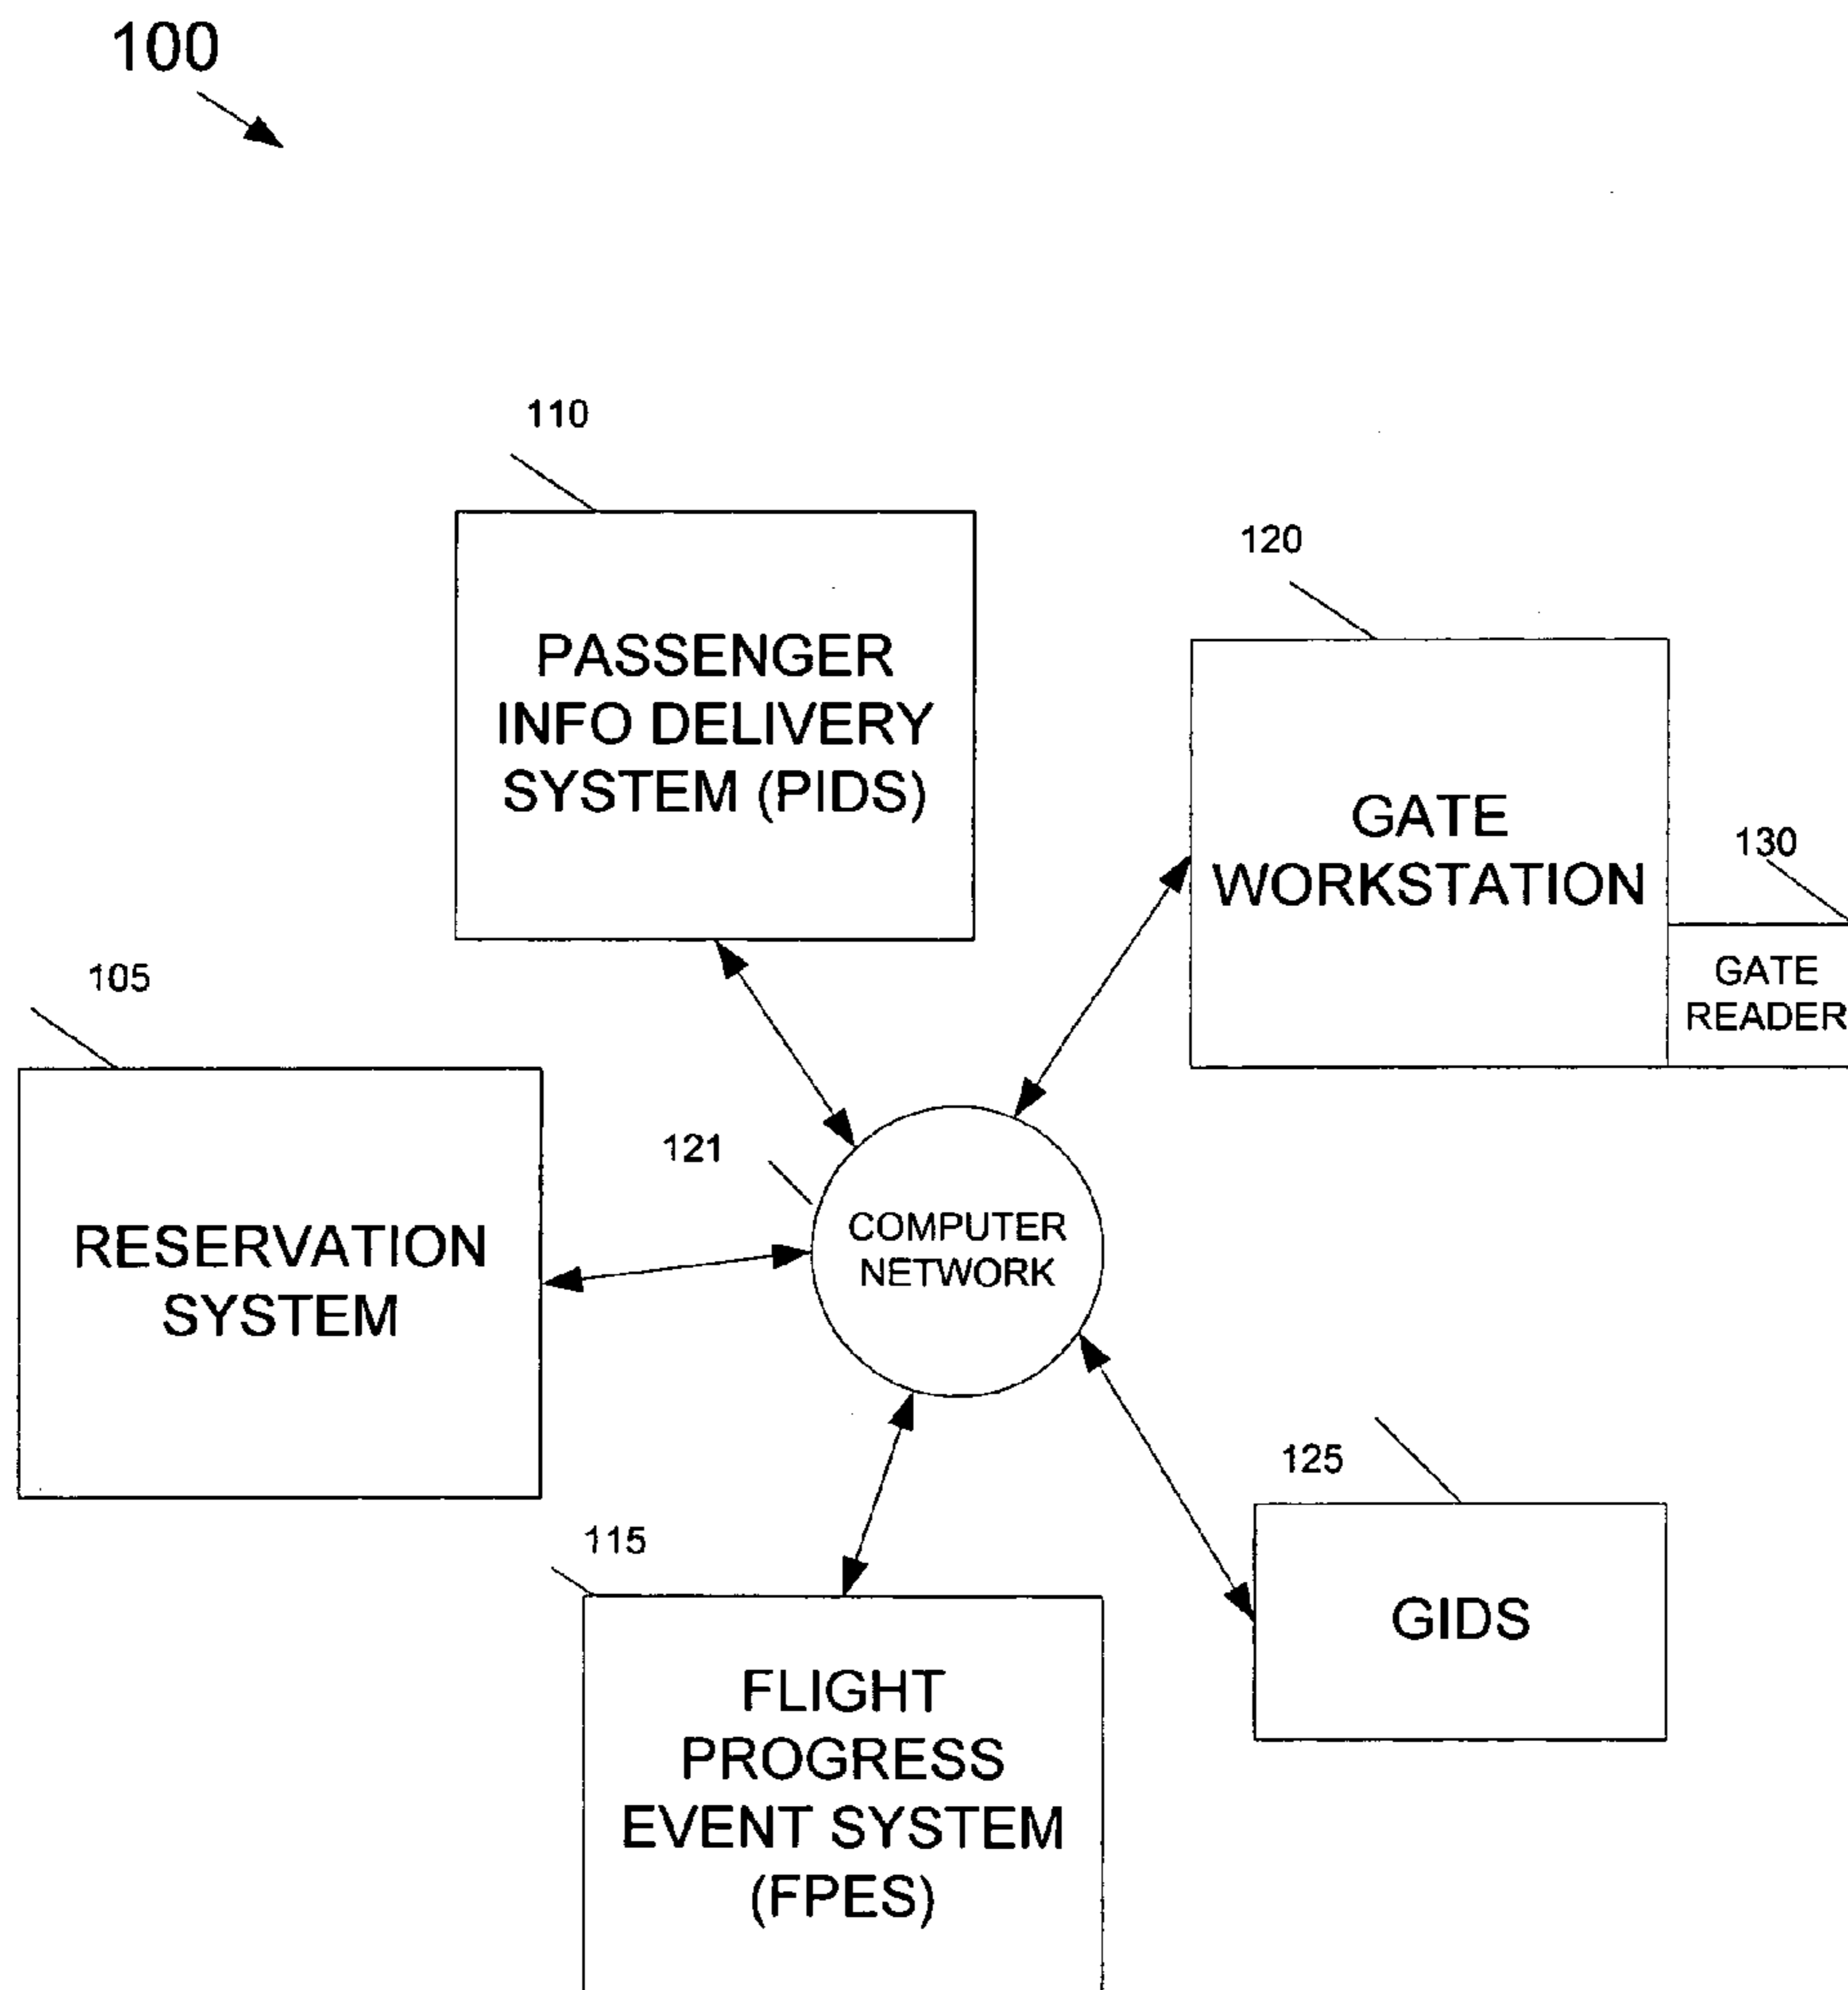 100
110
PASSENGER
INFO DELIVERY
SYSTEM (PIDS)
120
GATE
WORKSTATION
130
GATE
READER
105
RESERVATION
SYSTEM
121
COMPUTER
NETWORK
125
GIDS
115
FLIGHT
PROGRESS
EVENT SYSTEM
(FPES)